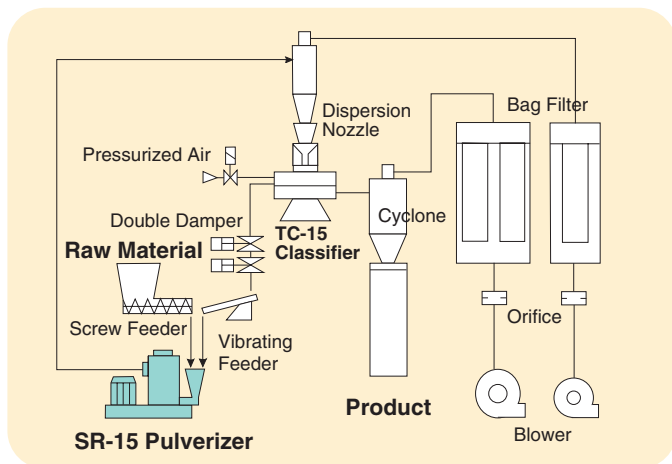 Dispersion
Nozzle
Bag Filter
Pressurized Air
Double Damper
TC-15
Classifier
Cyclone
Raw Material
Screw Feeder
Vibrating
Feeder
Orifice
Product
Blower
SR-15 Pulverizer